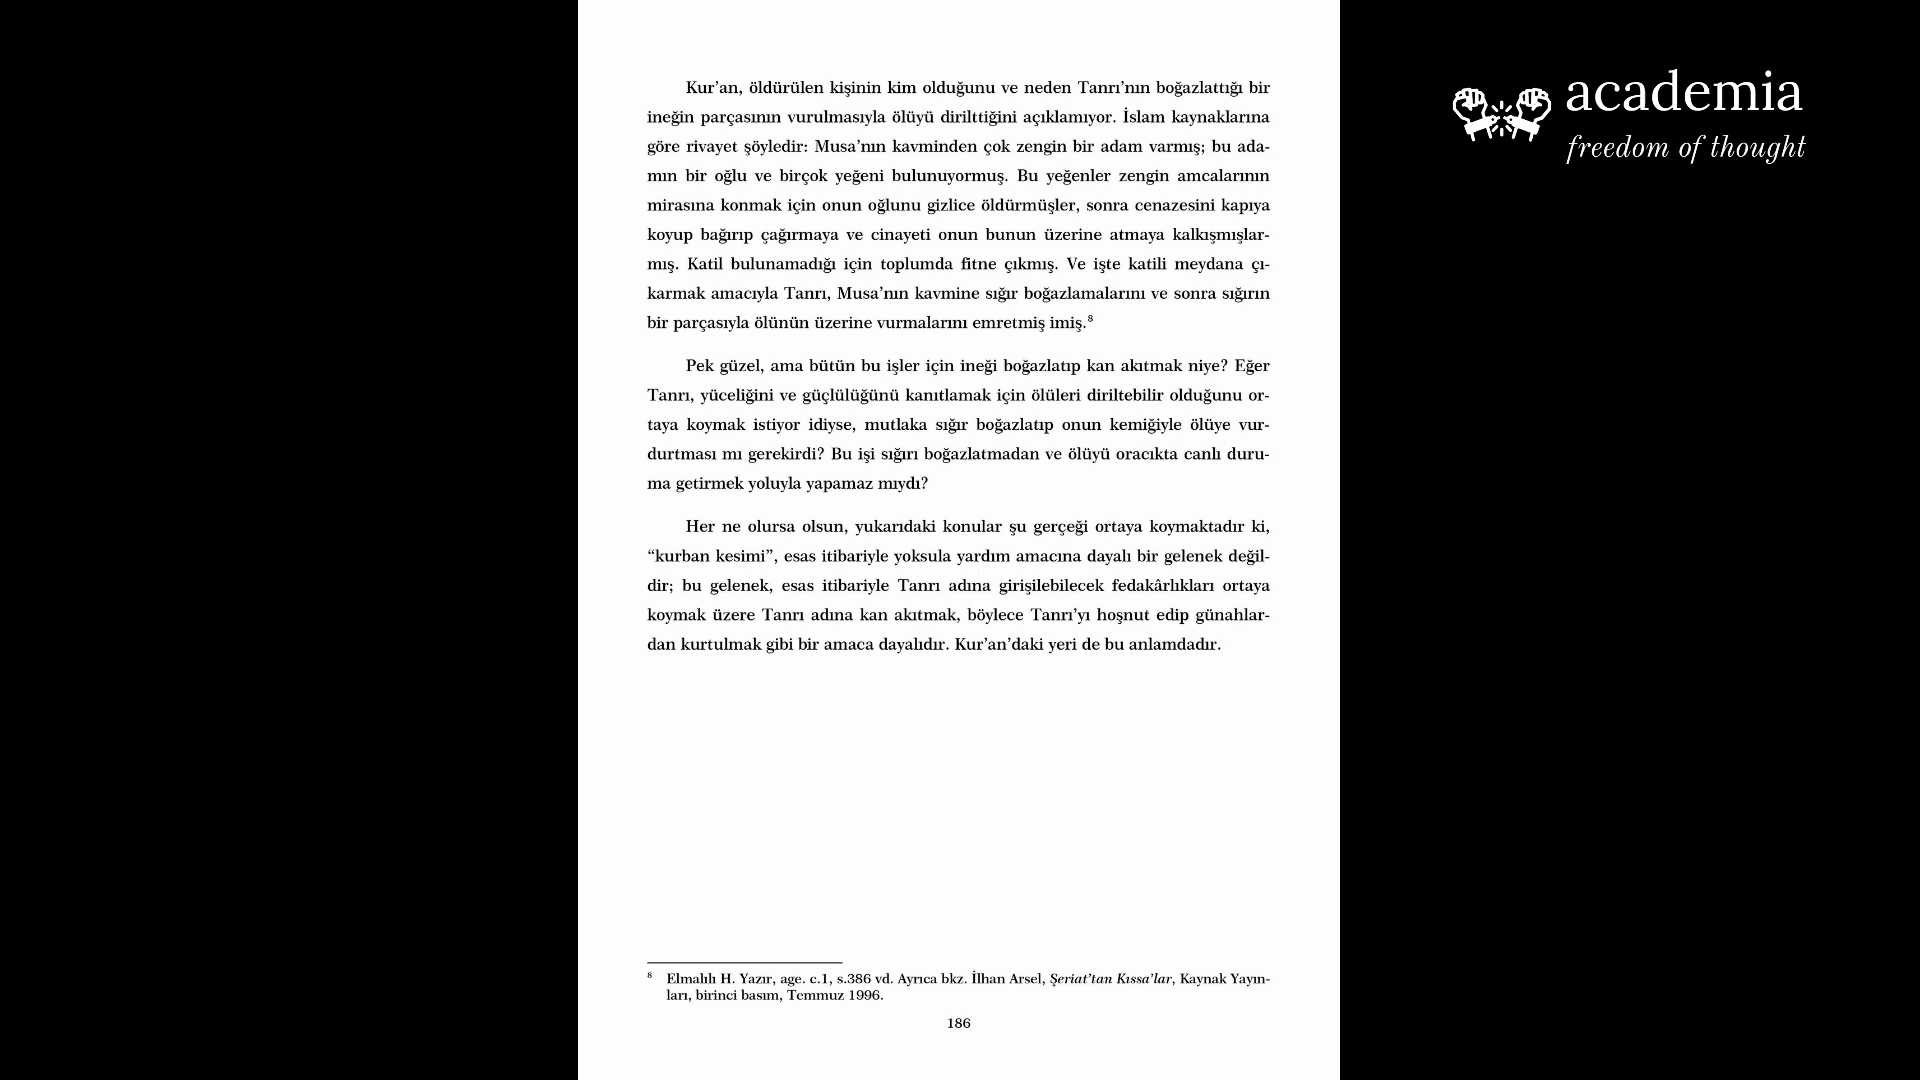 Kur’an, öldürülen kişinin kim olduğunu ve neden Tanrı’nın boğazlattığı bir
ineğin parçasının vurulmasıyla ölüyü dirilttiğini açıklamıyor. İslam kaynaklarına
göre rivayet şöyledir: Musa’nın kavminden çok zengin bir adam varmış; bu ada-
mın bir oğlu ve birçok yeğeni bulunuyormuş. Bu yeğenler zengin amcalarının
mirasına konmak için onun oğlunu gizlice öldürmüşler, sonra cenazesini kapıya
koyup bağırıp çağırmaya ve cinayeti onun bunun üzerine atmaya kalkışmışlar-
mış. Katil bulunamadığı için toplumda fitne çıkmış. Ve işte katili meydana çı-
karmak amacıyla Tanrı, Musa’nın kavmine sığır boğazlamalarını ve sonra sığırın
bir parçasıyla ölünün üzerine vurmalarını emretmiş imiş.8
Pek güzel, ama bütün bu işler için ineği boğazlatıp kan akıtmak niye? Eğer
Tanrı, yüceliğini ve güçlülüğünü kanıtlamak için ölüleri diriltebilir olduğunu or-
taya koymak istiyor idiyse, mutlaka sığır boğazlatıp onun kemiğiyle ölüye vur-
durtması mı gerekirdi? Bu işi sığırı boğazlatmadan ve ölüyü oracıkta canlı duru-
ma getirmek yoluyla yapamaz mıydı?
Her ne olursa olsun, yukarıdaki konular şu gerçeği ortaya koymaktadır ki,
“kurban kesimi”, esas itibariyle yoksula yardım amacına dayalı bir gelenek değil-
dir; bu gelenek, esas itibariyle Tanrı adına girişilebilecek fedakârlıkları ortaya
koymak üzere Tanrı adına kan akıtmak, böylece Tanrı’yı hoşnut edip günahlar-
dan kurtulmak gibi bir amaca dayalıdır. Kur’an’daki yeri de bu anlamdadır.
8 Elmalılı H. Yazır, age. c.1, s.386 vd. Ayrıca bkz. İlhan Arsel, Şeriat’tan Kıssa’lar, Kaynak Yayın-
ları, birinci basım, Temmuz 1996.
186
academia
freedom of thought